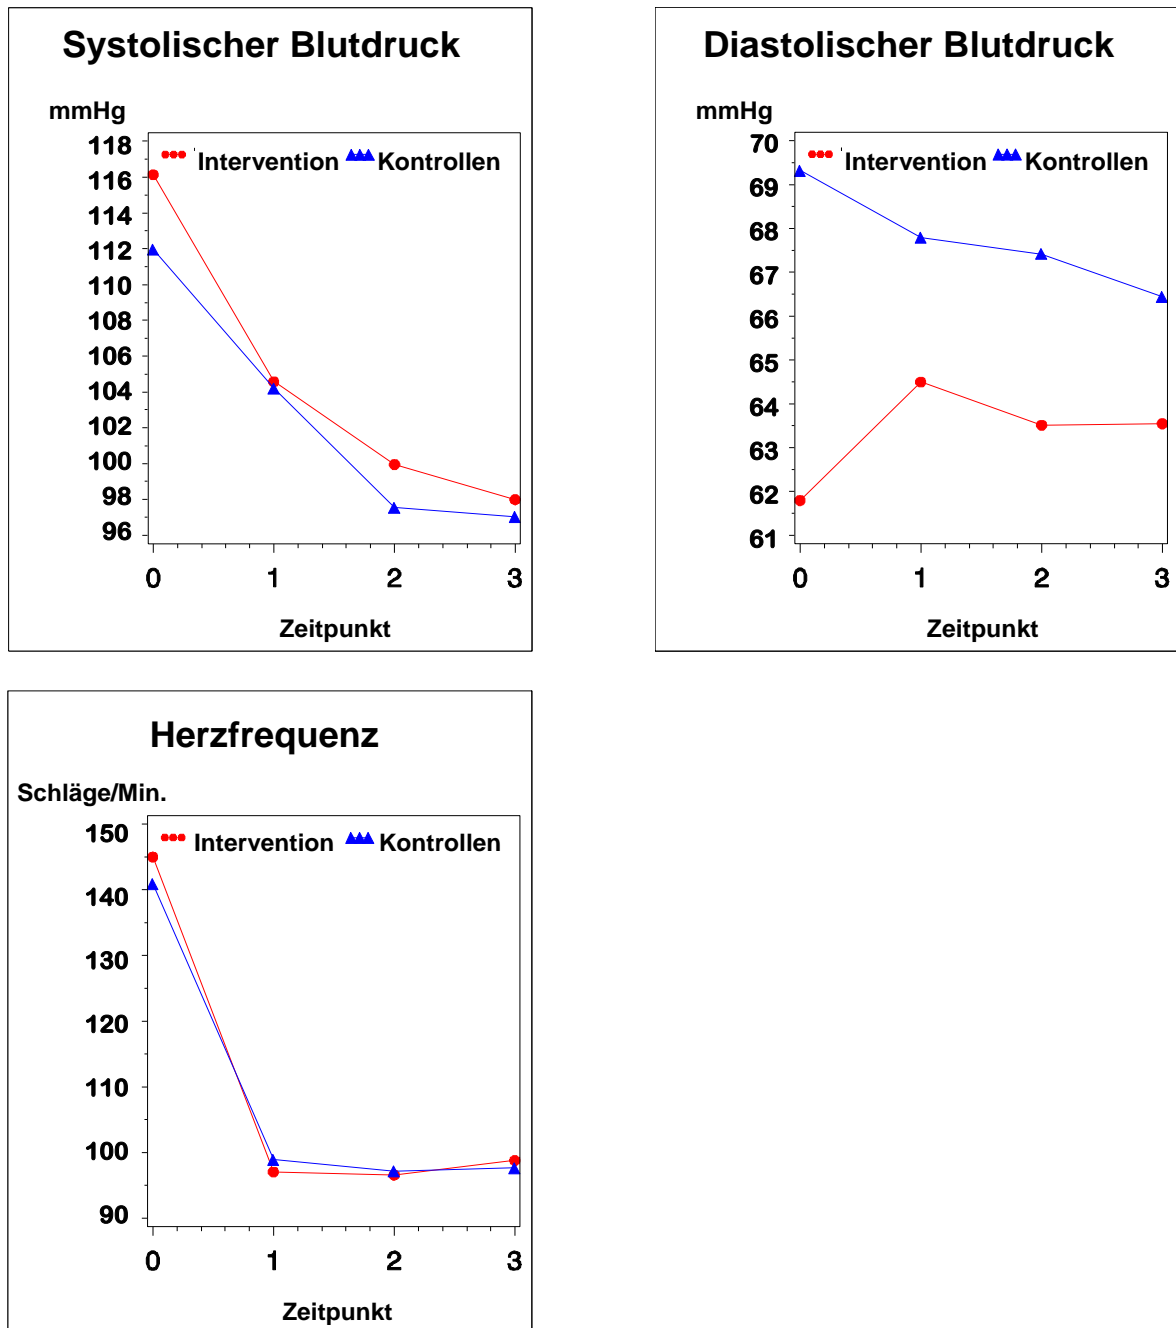 Systolischer Blutdruck
mmHg
Intervention Kontrollen
118
116
114
112
110
108
106
104
102
100
98
96
0 1 2 3
Zeitpunkt
Diastolischer Blutdruck
mmHg
Intervention Kontrollen
70
69
68
67
66
65
64
63
62
61
0 1 2 3
Zeitpunkt
Herzfrequenz
Schläge/Min.
Intervention Kontrollen
150
140
130
120
110
100
90
0 1 2 3
Zeitpunkt